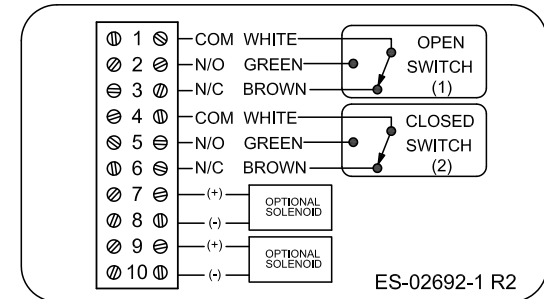 1 COM WHITE OPEN
2 N/O GREEN SWITCH
3 N/C BROWN (1)
4 COM WHITE CLOSED
5 N/O GREEN SWITCH
6 N/C BROWN (2)
7 (+) OPTIONAL
SOLENOID
8 (-)
9 (+) OPTIONAL
SOLENOID
10 (-)
ES-02692-1 R2